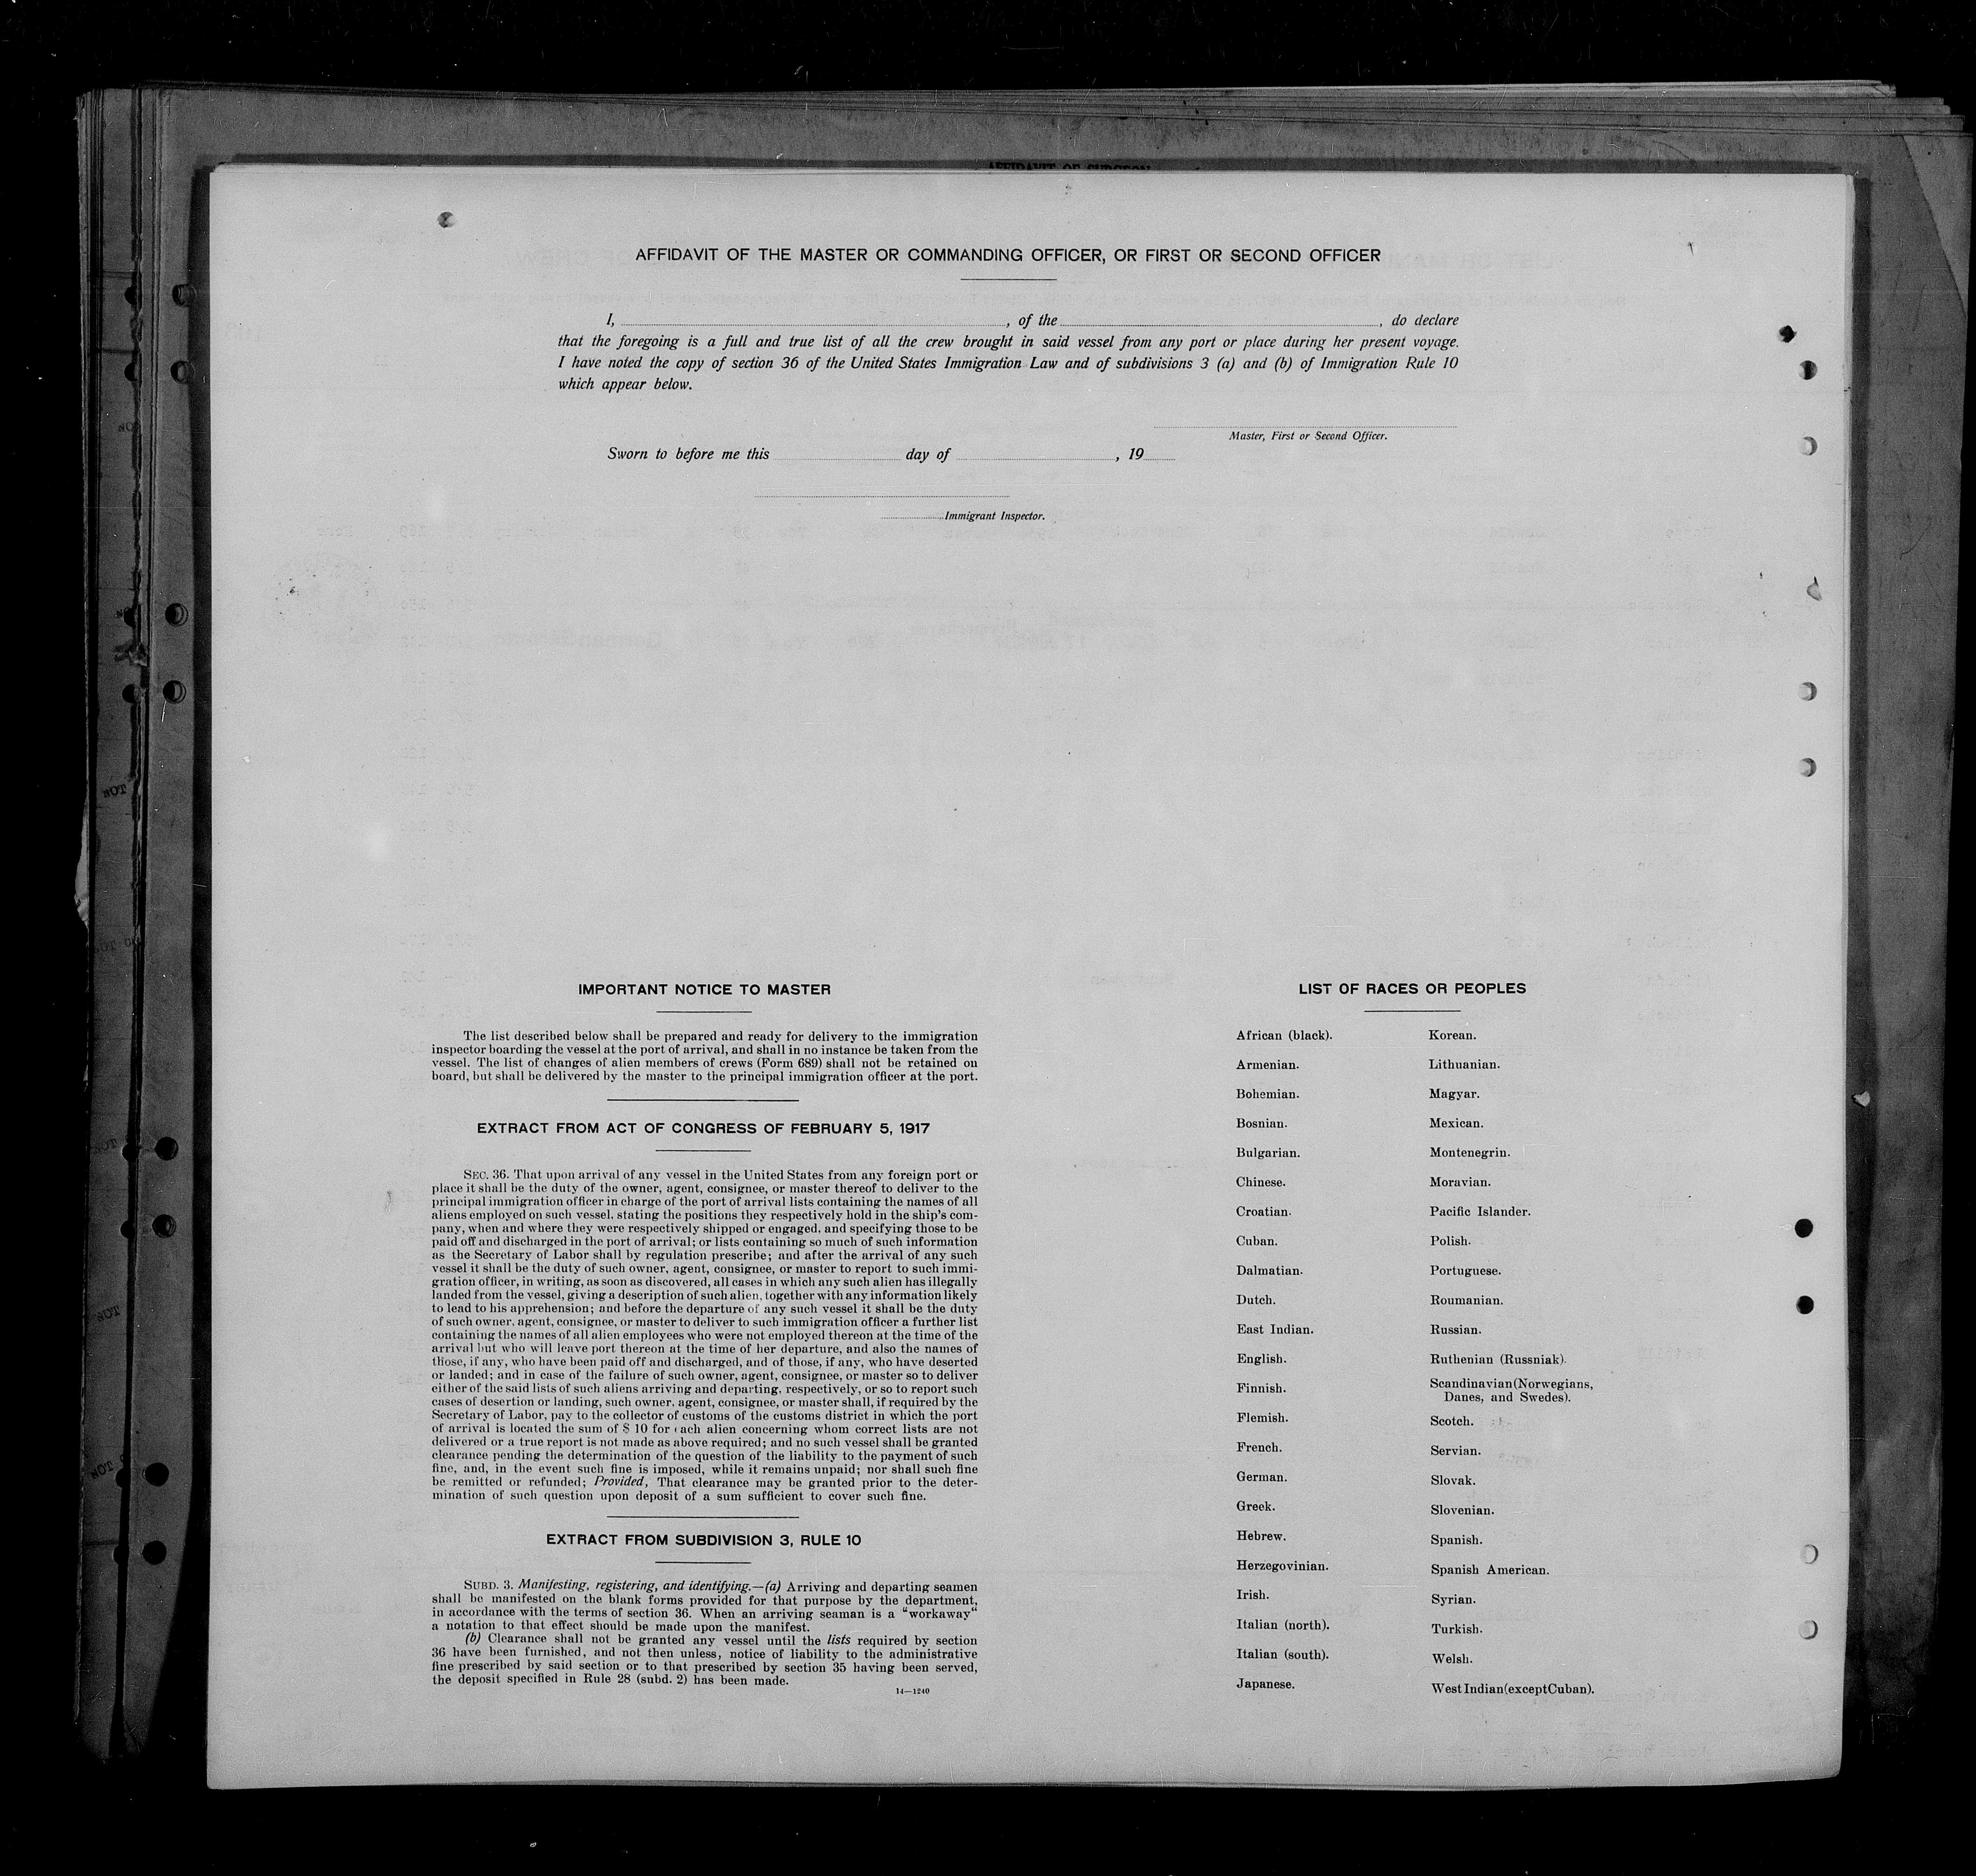 AFFIDAVIT OF SURGEON
AFFIDAVIT OF THE MASTER OR COMMANDING OFFICER, OR FIRST OR SECOND OFFICER
I, , of the , do declare
that the foregoing is a full and true list of all the crew brought in said vessel from any port or place during her present voyage.
I have noted the copy of section 36 of the United States Immigration Law and of subdivisions 3 (a) and (b) of Immigration Rule 10
which appear below.
Master, First or Second Officer.
Sworn to before me this day of , 19
Immigrant Inspector.
IMPORTANT NOTICE TO MASTER
The list described below shall be prepared and ready for delivery to the immigration
inspector boarding the vessel at the port of arrival, and shall in no instance be taken from the
vessel. The list of changes of alien members of crews (Form 689) shall not be retained on
board, but shall be delivered by the master to the principal immigration officer at the port.
EXTRACT FROM ACT OF CONGRESS OF FEBRUARY 5, 1917
SEC. 36. That upon arrival of any vessel in the United States from any foreign port or
place it shall be the duty of the owner, agent, consignee, or master thereof to deliver to the
principal immigration officer in charge of the port of arrival lists containing the names of all
aliens employed on such vessel, stating the positions they respectively hold in the ship's com-
pany, when and where they were respectively shipped or engaged, and specifying those to be
paid off and discharged in the port of arrival; or lists containing so much of such information
as the Secretary of Labor shall by regulation prescribe; and after the arrival of any such
vessel it shall be the duty of such owner, agent, consignee, or master to report to such immi-
gration officer, in writing, as soon as discovered, all cases in which any such alien has illegally
landed from the vessel, giving a description of such alien, together with any information likely
to lead to his apprehension; and before the departure of any such vessel it shall be the duty
of such owner, agent, consignee, or master to deliver to such immigration officer a further list
containing the names of all alien employees who were not employed thereon at the time of the
arrival but who will leave port thereon at the time of her departure, and also the names of
those, if any, who have been paid off and discharged, and of those, if any, who have deserted
or landed; and in case of the failure of such owner, agent, consignee, or master so to deliver
either of the said lists of such aliens arriving and departing, respectively, or so to report such
cases of desertion or landing, such owner, agent, consignee, or master shall, if required by the
Secretary of Labor, pay to the collector of customs of the customs district in which the port
of arrival is located the sum of $ 10 for each alien concerning whom correct lists are not
delivered or a true report is not made as above required; and no such vessel shall be granted
clearance pending the determination of the question of the liability to the payment of such
fine, and, in the event such fine is imposed, while it remains unpaid; nor shall such fine
be remitted or refunded; Provided, That clearance may be granted prior to the deter-
mination of such question upon deposit of a sum sufficient to cover such fine.
EXTRACT FROM SUBDIVISION 3, RULE 10
SUBD. 3. Manifesting, registering, and identifying.—(a) Arriving and departing seamen
shall be manifested on the blank forms provided for that purpose by the department,
in accordance with the terms of section 36. When an arriving seaman is a "workaway"
a notation to that effect should be made upon the manifest.
(b) Clearance shall not be granted any vessel until the lists required by section
36 have been furnished, and not then unless, notice of liability to the administrative
fine prescribed by said section or to that prescribed by section 35 having been served,
the deposit specified in Rule 28 (subd. 2) has been made.
14—1240
LIST OF RACES OR PEOPLES
African (black).
Armenian.
Bohemian.
Bosnian.
Bulgarian.
Chinese.
Croatian.
Cuban.
Dalmatian.
Dutch.
East Indian.
English.
Finnish.
Flemish.
French.
German.
Greek.
Hebrew.
Herzegovinian.
Irish.
Italian (north).
Italian (south).
Japanese.
Korean.
Lithuanian.
Magyar.
Mexican.
Montenegrin.
Moravian.
Pacific Islander.
Polish.
Portuguese.
Roumanian.
Russian.
Ruthenian (Russniak).
Scandinavian (Norwegians,
Danes, and Swedes).
Scotch.
Servian.
Slovak.
Slovenian.
Spanish.
Spanish American.
Syrian.
Turkish.
Welsh.
West Indian (except Cuban).